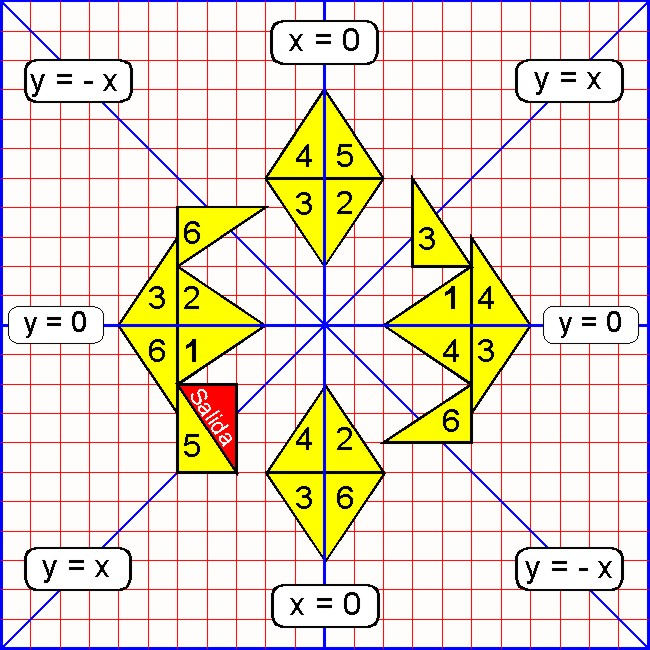 x = 0
y = - x
y = x
4 5
3 2
6
3
3 2
1 4
y = 0
y = 0
6 1
4 3
Salida
5
6
4 2
3 6
y = x
y = - x
x = 0